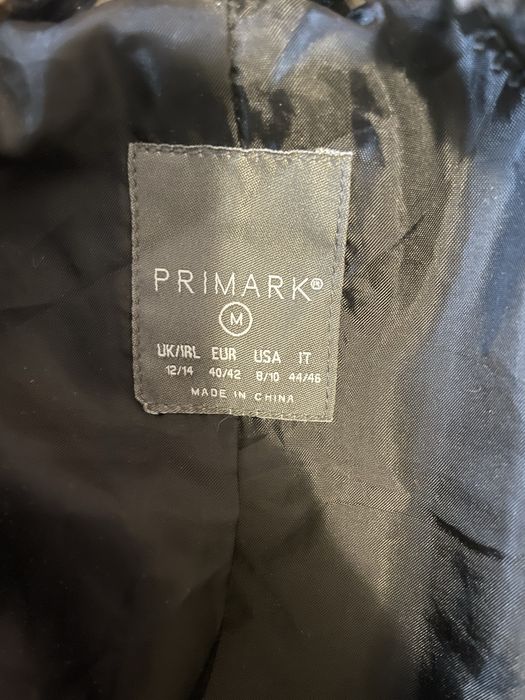 PRIMARK®
M
UK/IRL EUR USA IT
12/14 40/42 8/10 44/46
MADE IN CHINA